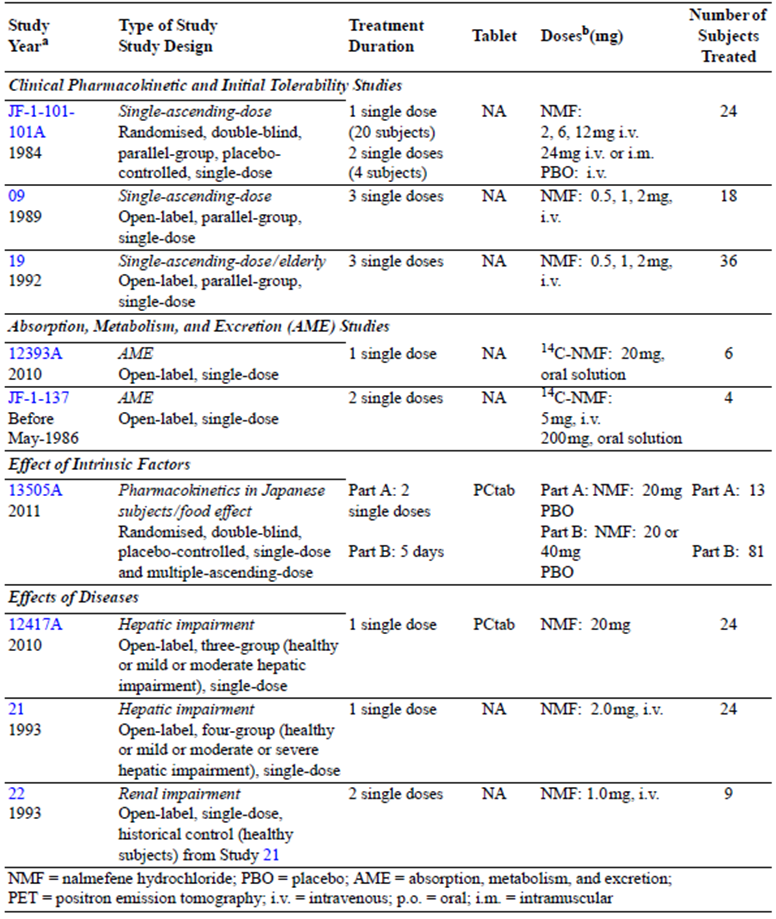 Study Year^a Type of Study Study Design Treatment Duration Tablet Doses^b(mg) Number of Subjects Treated
Clinical Pharmacokinetic and Initial Tolerability Studies
JF-1-101- Single-ascending-dose 1 single dose NA NMF: 24
101A Randomised, double-blind, (20 subjects) 2, 6, 12mg i.v.
1984 parallel-group, placebo- 2 single doses 24mg i.v. or i.m.
controlled, single-dose (4 subjects) PBO: i.v.
09 Single-ascending-dose 3 single doses NA NMF: 0.5, 1, 2mg, 18
1989 Open-label, parallel-group, i.v.
single-dose
19 Single-ascending-dose/elderly 3 single doses NA NMF: 0.5, 1, 2mg, 36
1992 Open-label, parallel-group, i.v.
single-dose
Absorption, Metabolism, and Excretion (AME) Studies
12393A AME 1 single dose NA 14C-NMF: 20mg, 6
2010 Open-label, single-dose oral solution
JF-1-137 AME 2 single doses NA 14C-NMF: 4
Before Open-label, single-dose 5mg, i.v.
May-1986 200mg, oral solution
Effect of Intrinsic Factors
13505A Pharmacokinetics in Japanese Part A: 2 PCtab Part A: NMF: 20mg Part A: 13
2011 subjects/food effect single doses PBO
Randomised, double-blind, Part B: NMF: 20 or
placebo-controlled, single-dose Part B: 5 days 40mg Part B: 81
and multiple-ascending-dose PBO
Effects of Diseases
12417A Hepatic impairment 1 single dose PCtab NMF: 20mg 24
2010 Open-label, three-group (healthy
or mild or moderate hepatic
impairment), single-dose
21 Hepatic impairment 1 single dose NA NMF: 2.0mg, i.v. 24
1993 Open-label, four-group (healthy
or mild or moderate or severe
hepatic impairment), single-dose
22 Renal impairment 2 single doses NA NMF: 1.0mg, i.v. 9
1993 Open-label, single-dose,
historical control (healthy
subjects) from Study 21
NMF = nalmefene hydrochloride; PBO = placebo; AME = absorption, metabolism, and excretion;
PET = positron emission tomography; i.v. = intravenous; p.o. = oral; i.m. = intramuscular